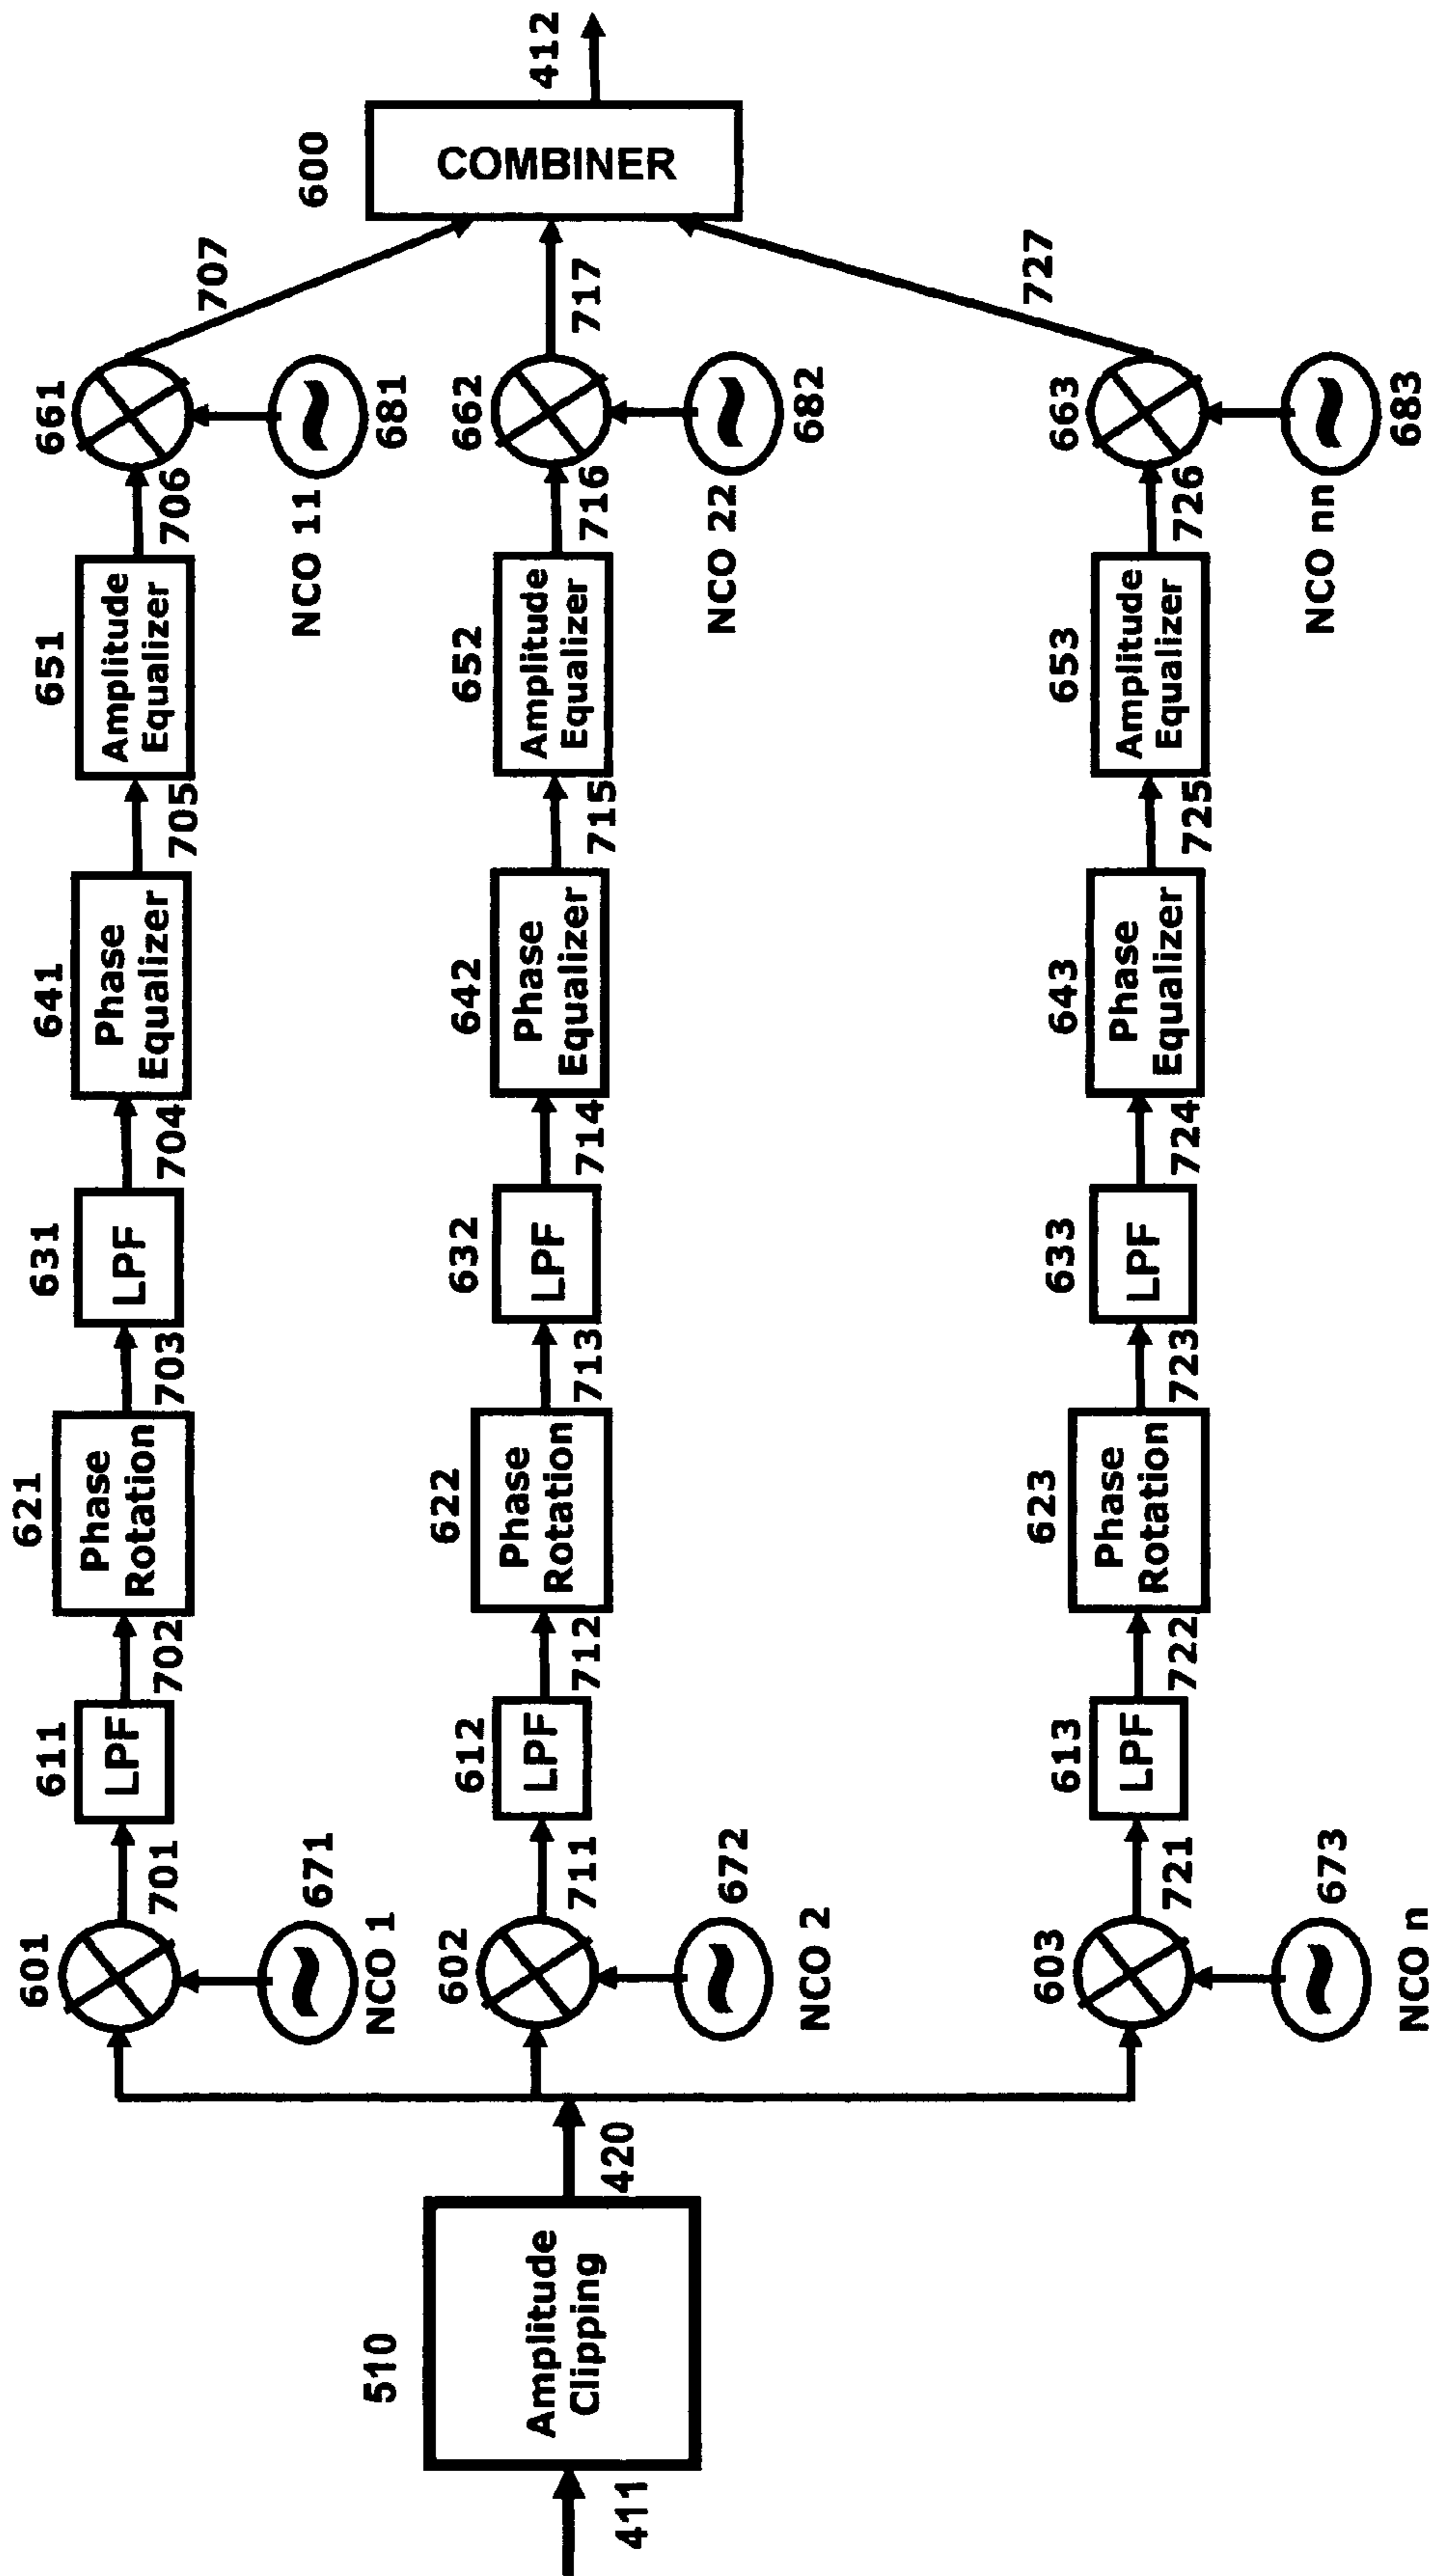 411
510
Amplitude
Clipping
420
601
701
671
NCO 1
611
LPF
702
621
Phase
Rotation
703
631
LPF
704
641
Phase
Equalizer
705
651
Amplitude
Equalizer
706
661
681
NCO 11
707
602
711
672
NCO 2
612
LPF
712
622
Phase
Rotation
713
632
LPF
714
642
Phase
Equalizer
715
652
Amplitude
Equalizer
716
662
682
NCO 22
717
603
721
673
NCO n
613
LPF
722
623
Phase
Rotation
723
633
LPF
724
643
Phase
Equalizer
725
653
Amplitude
Equalizer
726
663
683
NCO nn
727
600
COMBINER
412